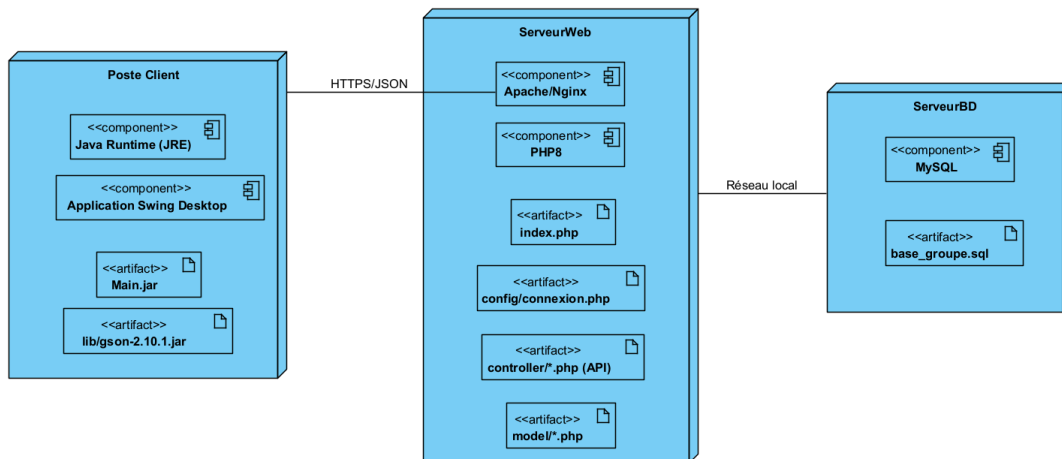 Poste Client
<<component>>
Java Runtime (JRE)
<<component>>
Application Swing Desktop
<<artifact>>
Main.jar
<<artifact>>
lib/gson-2.10.1.jar
HTTPS/JSON
ServeurWeb
<<component>>
Apache/Nginx
<<component>>
PHP8
<<artifact>>
index.php
<<artifact>>
config/connexion.php
<<artifact>>
controller/*.php (API)
<<artifact>>
model/*.php
Réseau local
ServeurBD
<<component>>
MySQL
<<artifact>>
base_groupe.sql